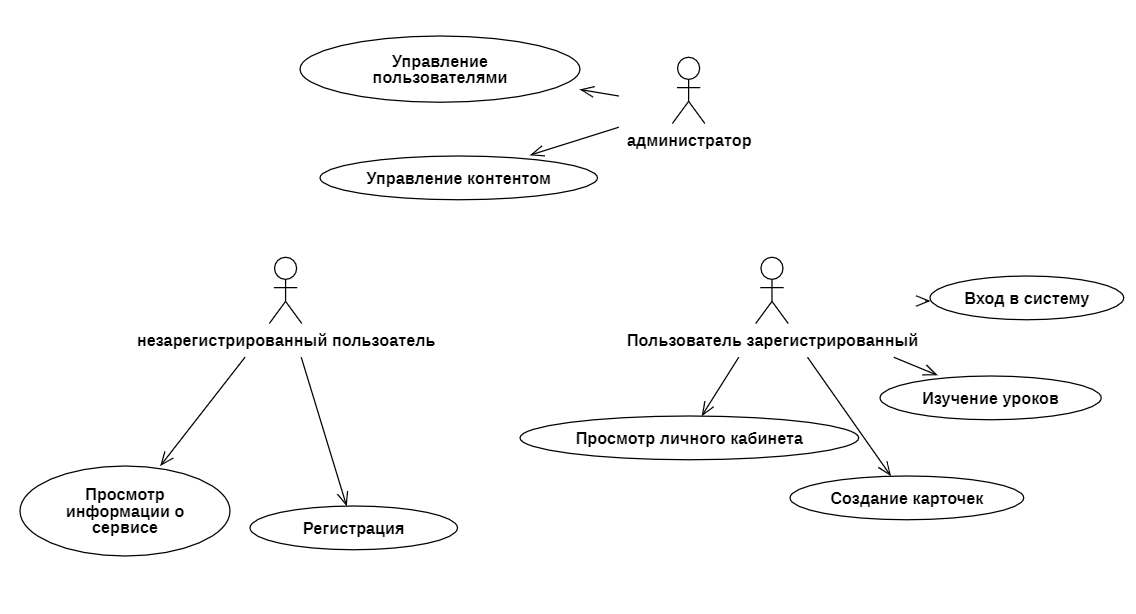 Управление
пользователями
администратор
Управление контентом
незарегистрированный пользоатель
Пользователь зарегистрированный
Вход в систему
Изучение уроков
Просмотр личного кабинета
Создание карточек
Просмотр
информации о
сервисе
Регистрация